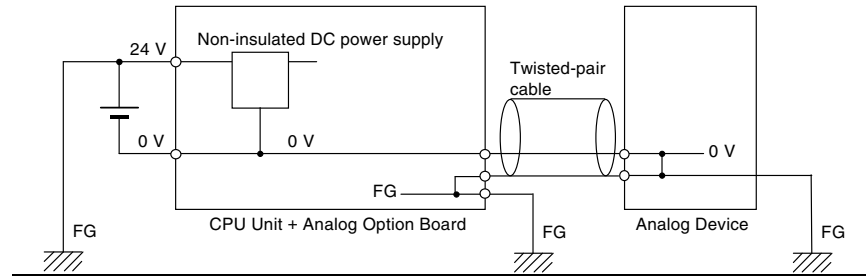 Non-insulated DC power supply
24 V
Twisted-pair
cable
0 V
0 V
0 V
FG
CPU Unit + Analog Option Board
Analog Device
FG
FG
FG